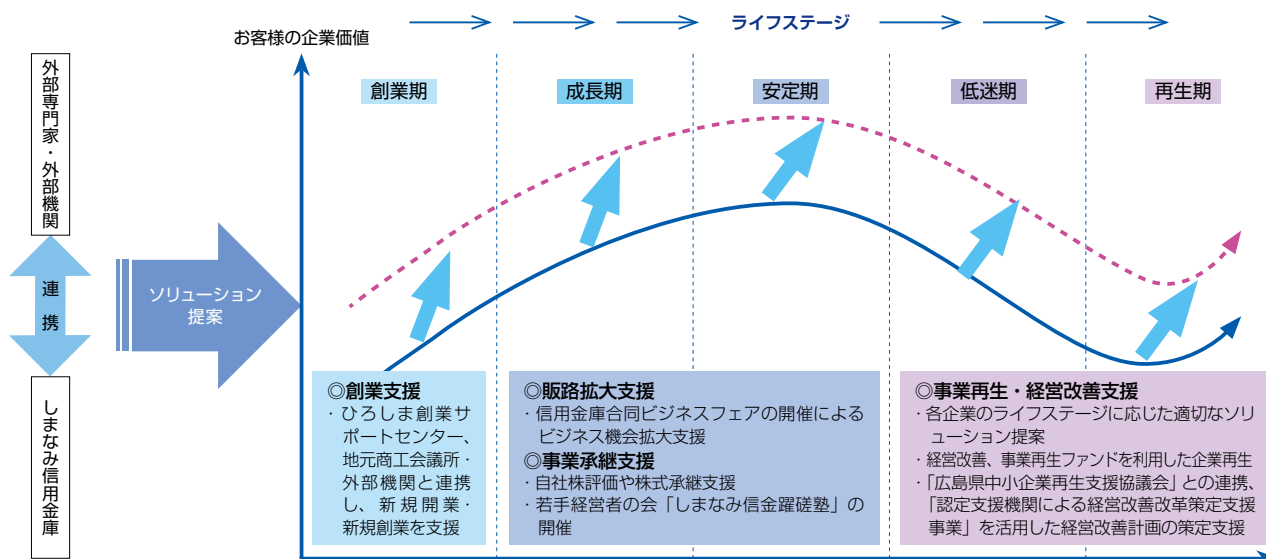 ライフステージ
お客様の企業価値
外部専門家・外部機関
連携
しまなみ信用金庫
ソリューション
提案
創業期
成長期
安定期
低迷期
再生期
◎創業支援
・ひろしま創業サ
ポートセンター、
地元商工会議所・
外部機関と連携
し、新規開業・
新規創業を支援
◎販路拡大支援
・信用金庫合同ビジネスフェアの開催による
ビジネス機会拡大支援
◎事業承継支援
・自社株評価や株式承継支援
・若手経営者の会「しまなみ信金躍磋塾」の
開催
◎事業再生・経営改善支援
・各企業のライフステージに応じた適切なソリ
ューション提案
・経営改善、事業再生ファンドを利用した企業再生
・「広島県中小企業再生支援協議会」との連携、
「認定支援機関による経営改善改革策定支援
事業」を活用した経営改善計画の策定支援